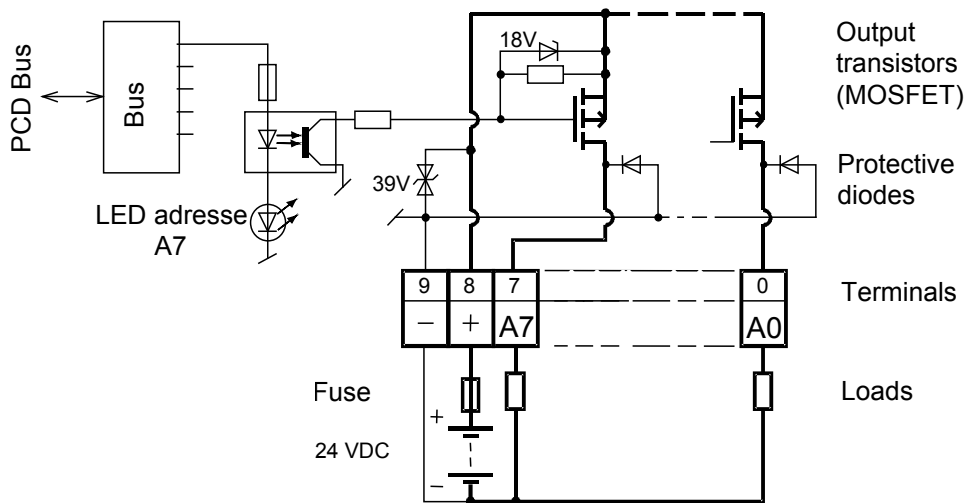 PCD Bus
Bus
18V
Output
transistors
(MOSFET)
39V
Protective
diodes
LED adresse
A7
9
8
7
0
Terminals
–
+
A7
A0
Fuse
Loads
+
24 VDC
–